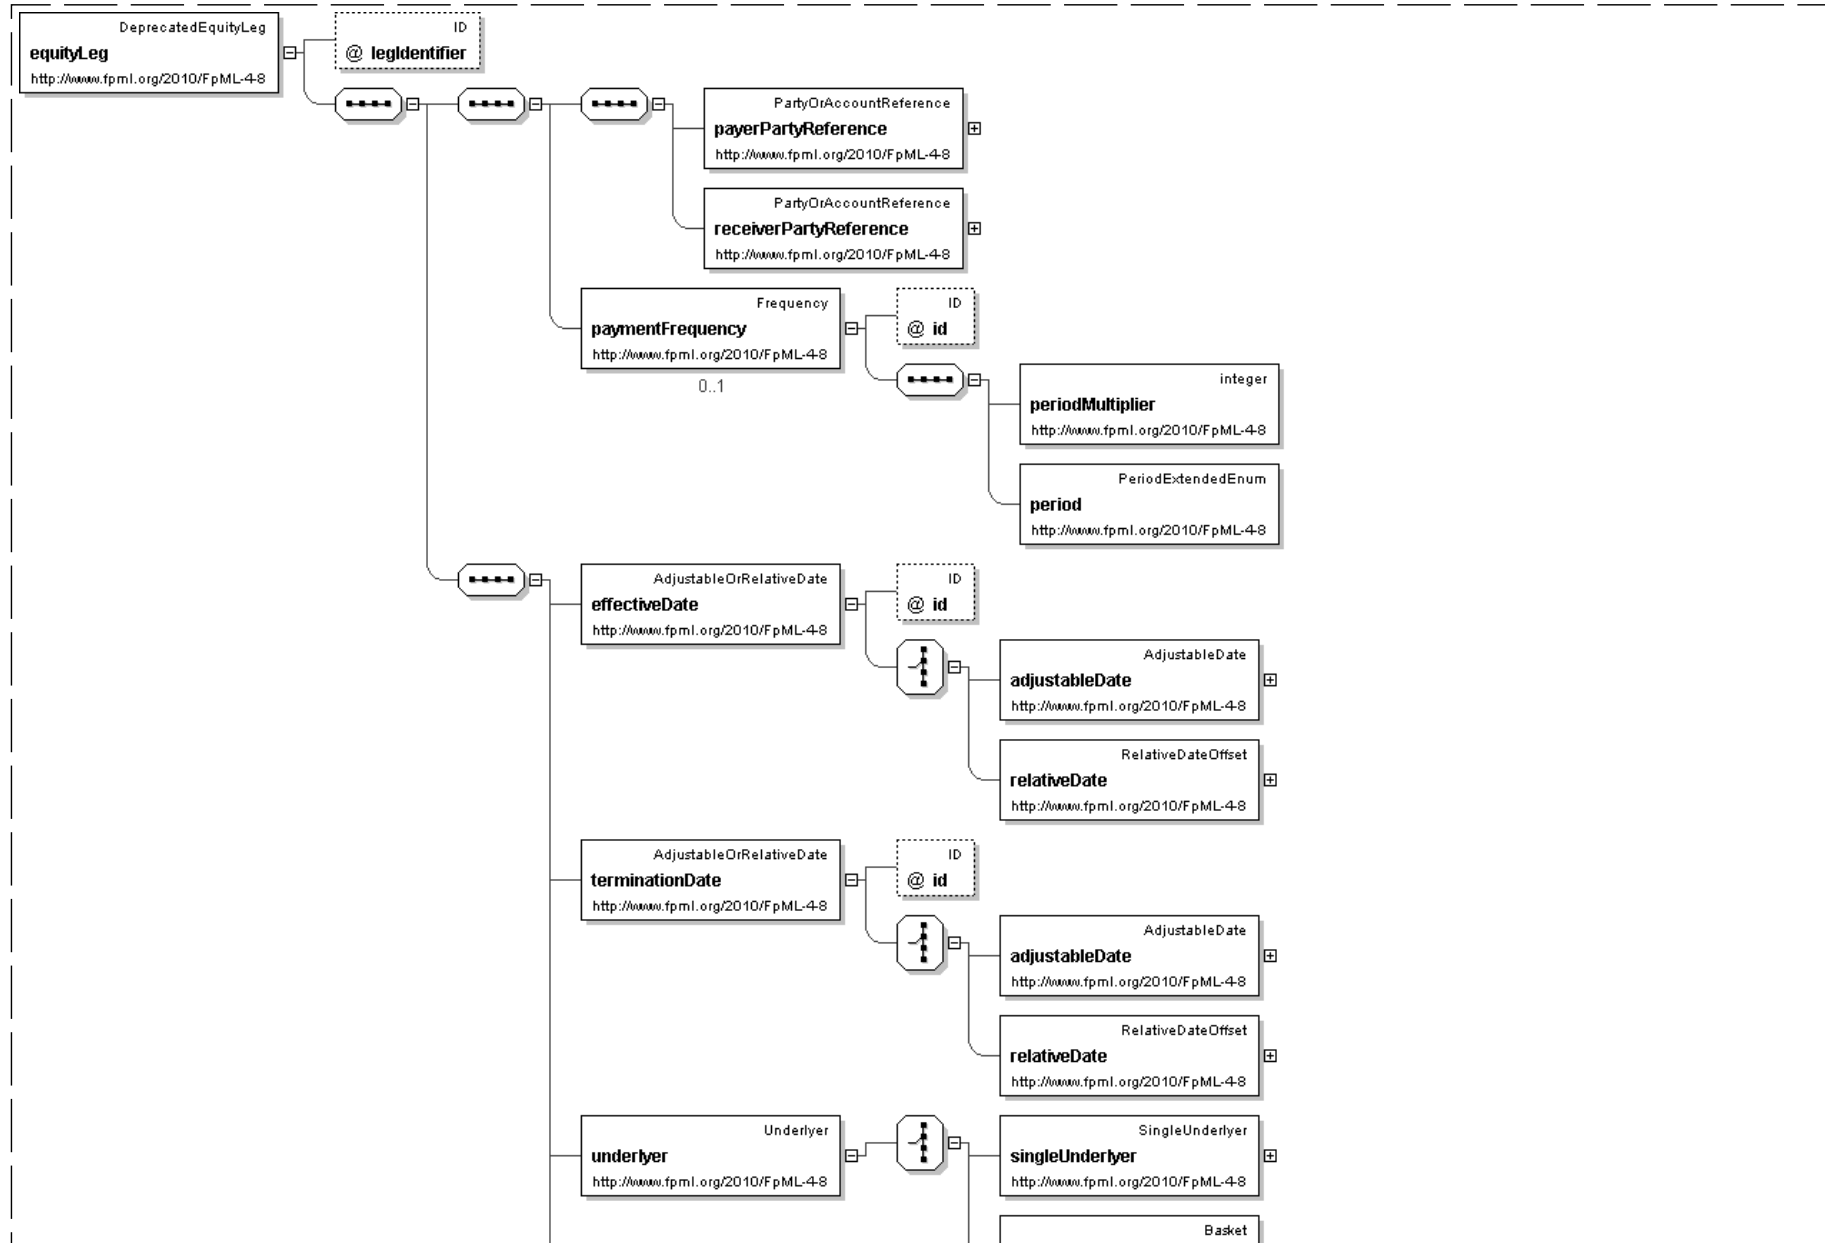 DeprecatedEquityLeg
equityLeg
http://www.fpml.org/2010/FpML-4-8
ID
@ legIdentifier
PartyOrAccountReference
payerPartyReference
http://www.fpml.org/2010/FpML-4-8
PartyOrAccountReference
receiverPartyReference
http://www.fpml.org/2010/FpML-4-8
Frequency
paymentFrequency
http://www.fpml.org/2010/FpML-4-8
0..1
ID
@ id
integer
periodMultiplier
http://www.fpml.org/2010/FpML-4-8
PeriodExtendedEnum
period
http://www.fpml.org/2010/FpML-4-8
AdjustableOrRelativeDate
effectiveDate
http://www.fpml.org/2010/FpML-4-8
ID
@ id
AdjustableDate
adjustableDate
http://www.fpml.org/2010/FpML-4-8
RelativeDateOffset
relativeDate
http://www.fpml.org/2010/FpML-4-8
AdjustableOrRelativeDate
terminationDate
http://www.fpml.org/2010/FpML-4-8
ID
@ id
AdjustableDate
adjustableDate
http://www.fpml.org/2010/FpML-4-8
RelativeDateOffset
relativeDate
http://www.fpml.org/2010/FpML-4-8
Underlyer
underlyer
http://www.fpml.org/2010/FpML-4-8
SingleUnderlyer
singleUnderlyer
http://www.fpml.org/2010/FpML-4-8
Basket